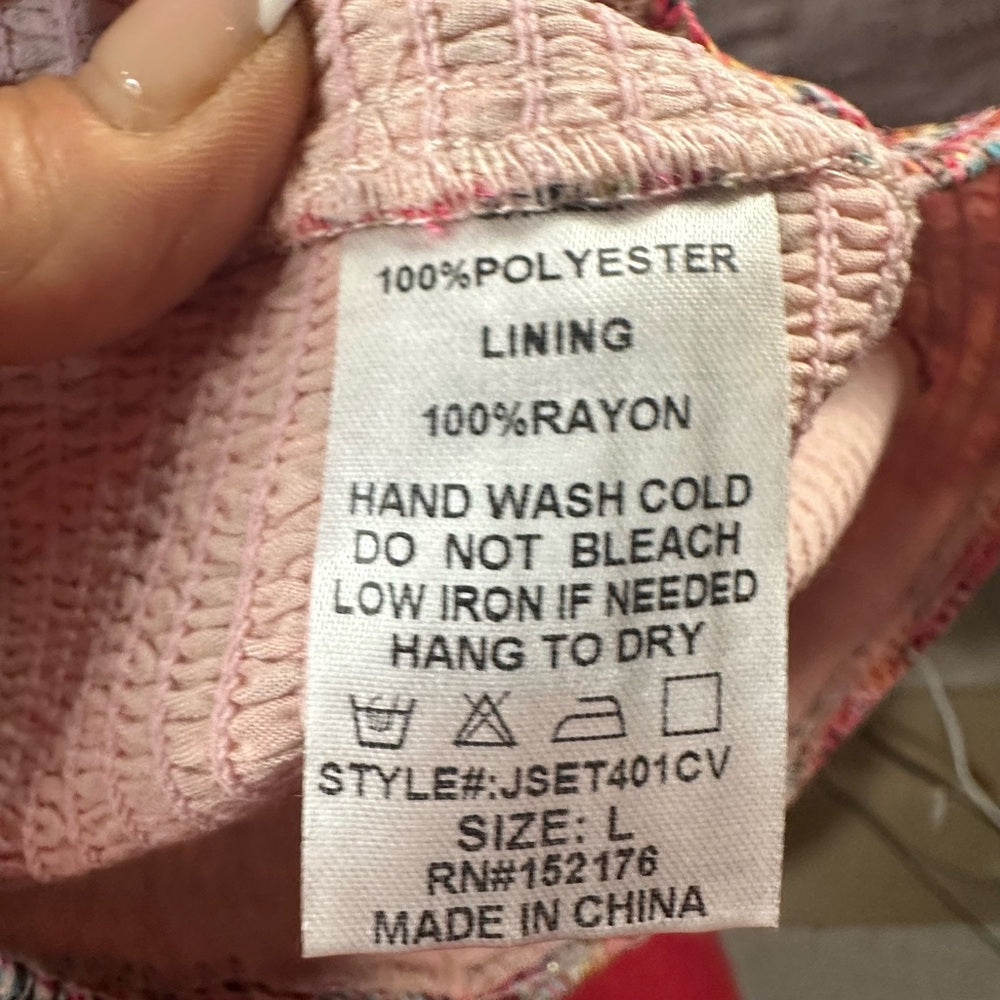 100%POLYESTER
LINING
100%RAYON
HAND WASH COLD
DO NOT BLEACH
LOW IRON IF NEEDED
HANG TO DRY
STYLE#:JSET401CV
SIZE: L
RN#152176
MADE IN CHINA